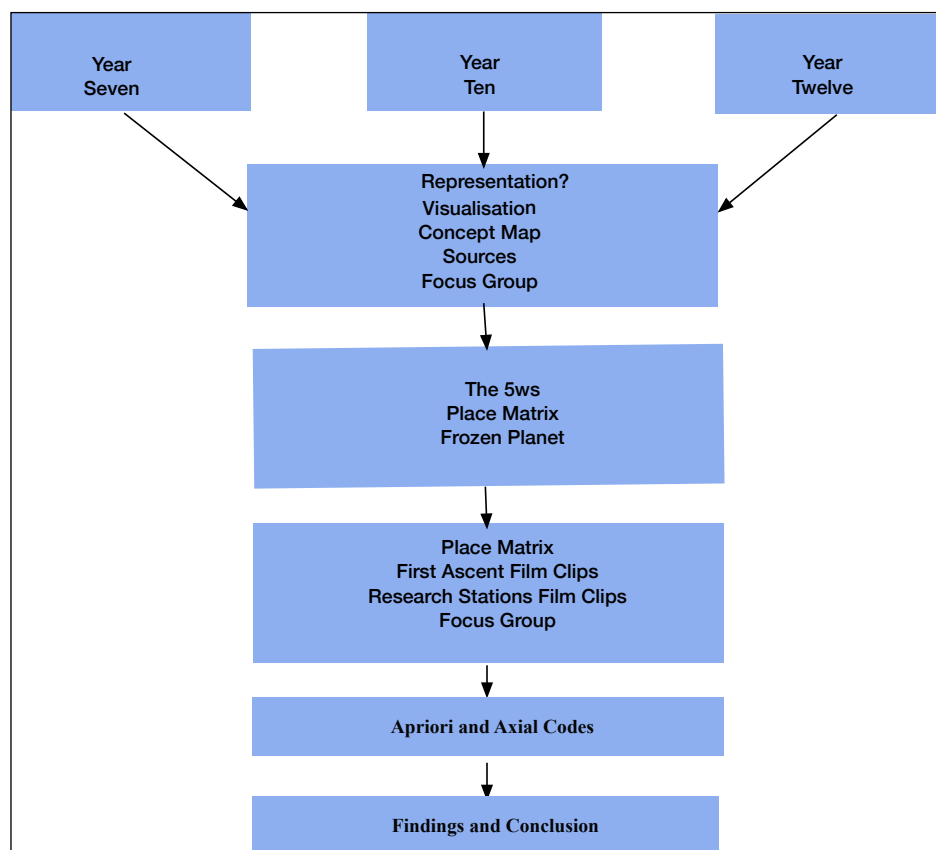 Year
Seven
Year
Ten
Year
Twelve
Representation?
Visualisation
Concept Map
Sources
Focus Group
The 5ws
Place Matrix
Frozen Planet
Place Matrix
First Ascent Film Clips
Research Stations Film Clips
Focus Group
Apriori and Axial Codes
Findings and Conclusion